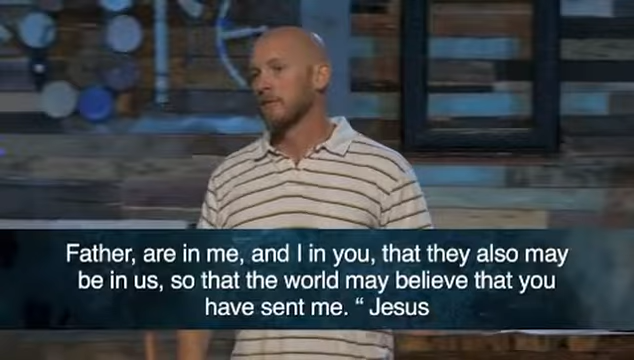 Father, are in me, and I in you, that they also may
be in us, so that the world may believe that you
have sent me. “ Jesus